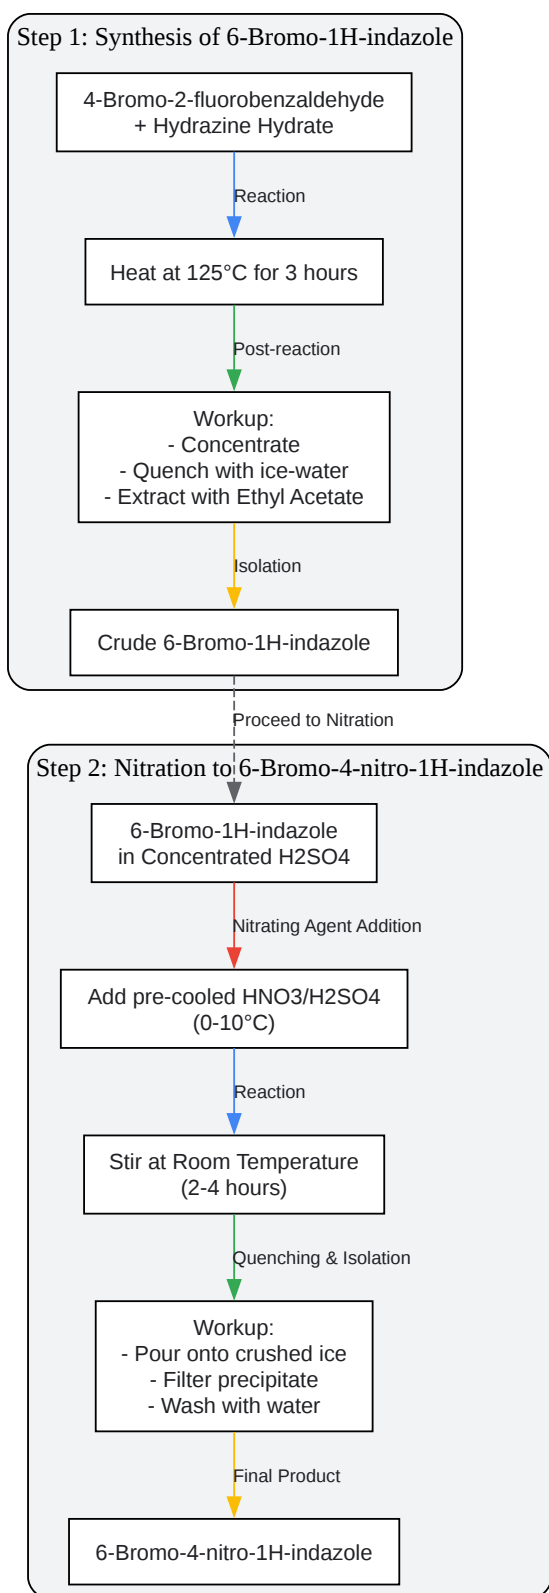 Step 1: Synthesis of 6-Bromo-1H-indazole
4-Bromo-2-fluorobenzaldehyde
+ Hydrazine Hydrate
Reaction
Heat at 125°C for 3 hours
Post-reaction
Workup:
- Concentrate
- Quench with ice-water
- Extract with Ethyl Acetate
Isolation
Crude 6-Bromo-1H-indazole
Proceed to Nitration
Step 2: Nitration to 6-Bromo-4-nitro-1H-indazole
6-Bromo-1H-indazole
in Concentrated H2SO4
Nitrating Agent Addition
Add pre-cooled HNO3/H2SO4
(0-10°C)
Reaction
Stir at Room Temperature
(2-4 hours)
Quenching & Isolation
Workup:
- Pour onto crushed ice
- Filter precipitate
- Wash with water
Final Product
6-Bromo-4-nitro-1H-indazole